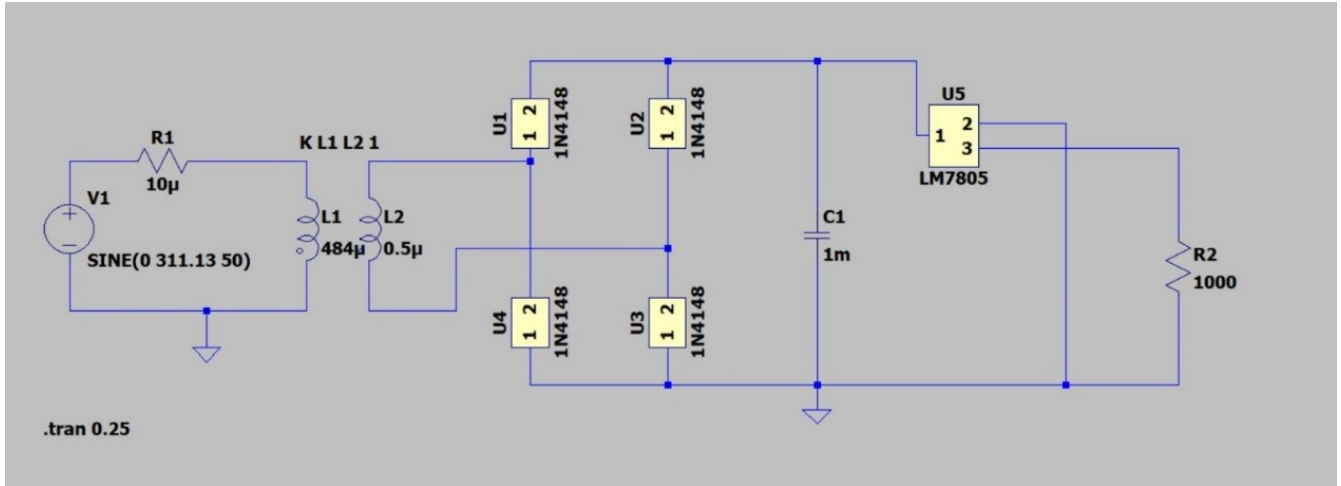 V1
SINE(0 311.13 50)
R1
10µ
K L1 L2 1
L1
484µ
L2
0.5µ
U1
1 2
1N4148
U2
1 2
1N4148
U4
1 2
1N4148
U3
1 2
1N4148
C1
1m
U5
1
2
3
LM7805
R2
1000
.tran 0.25